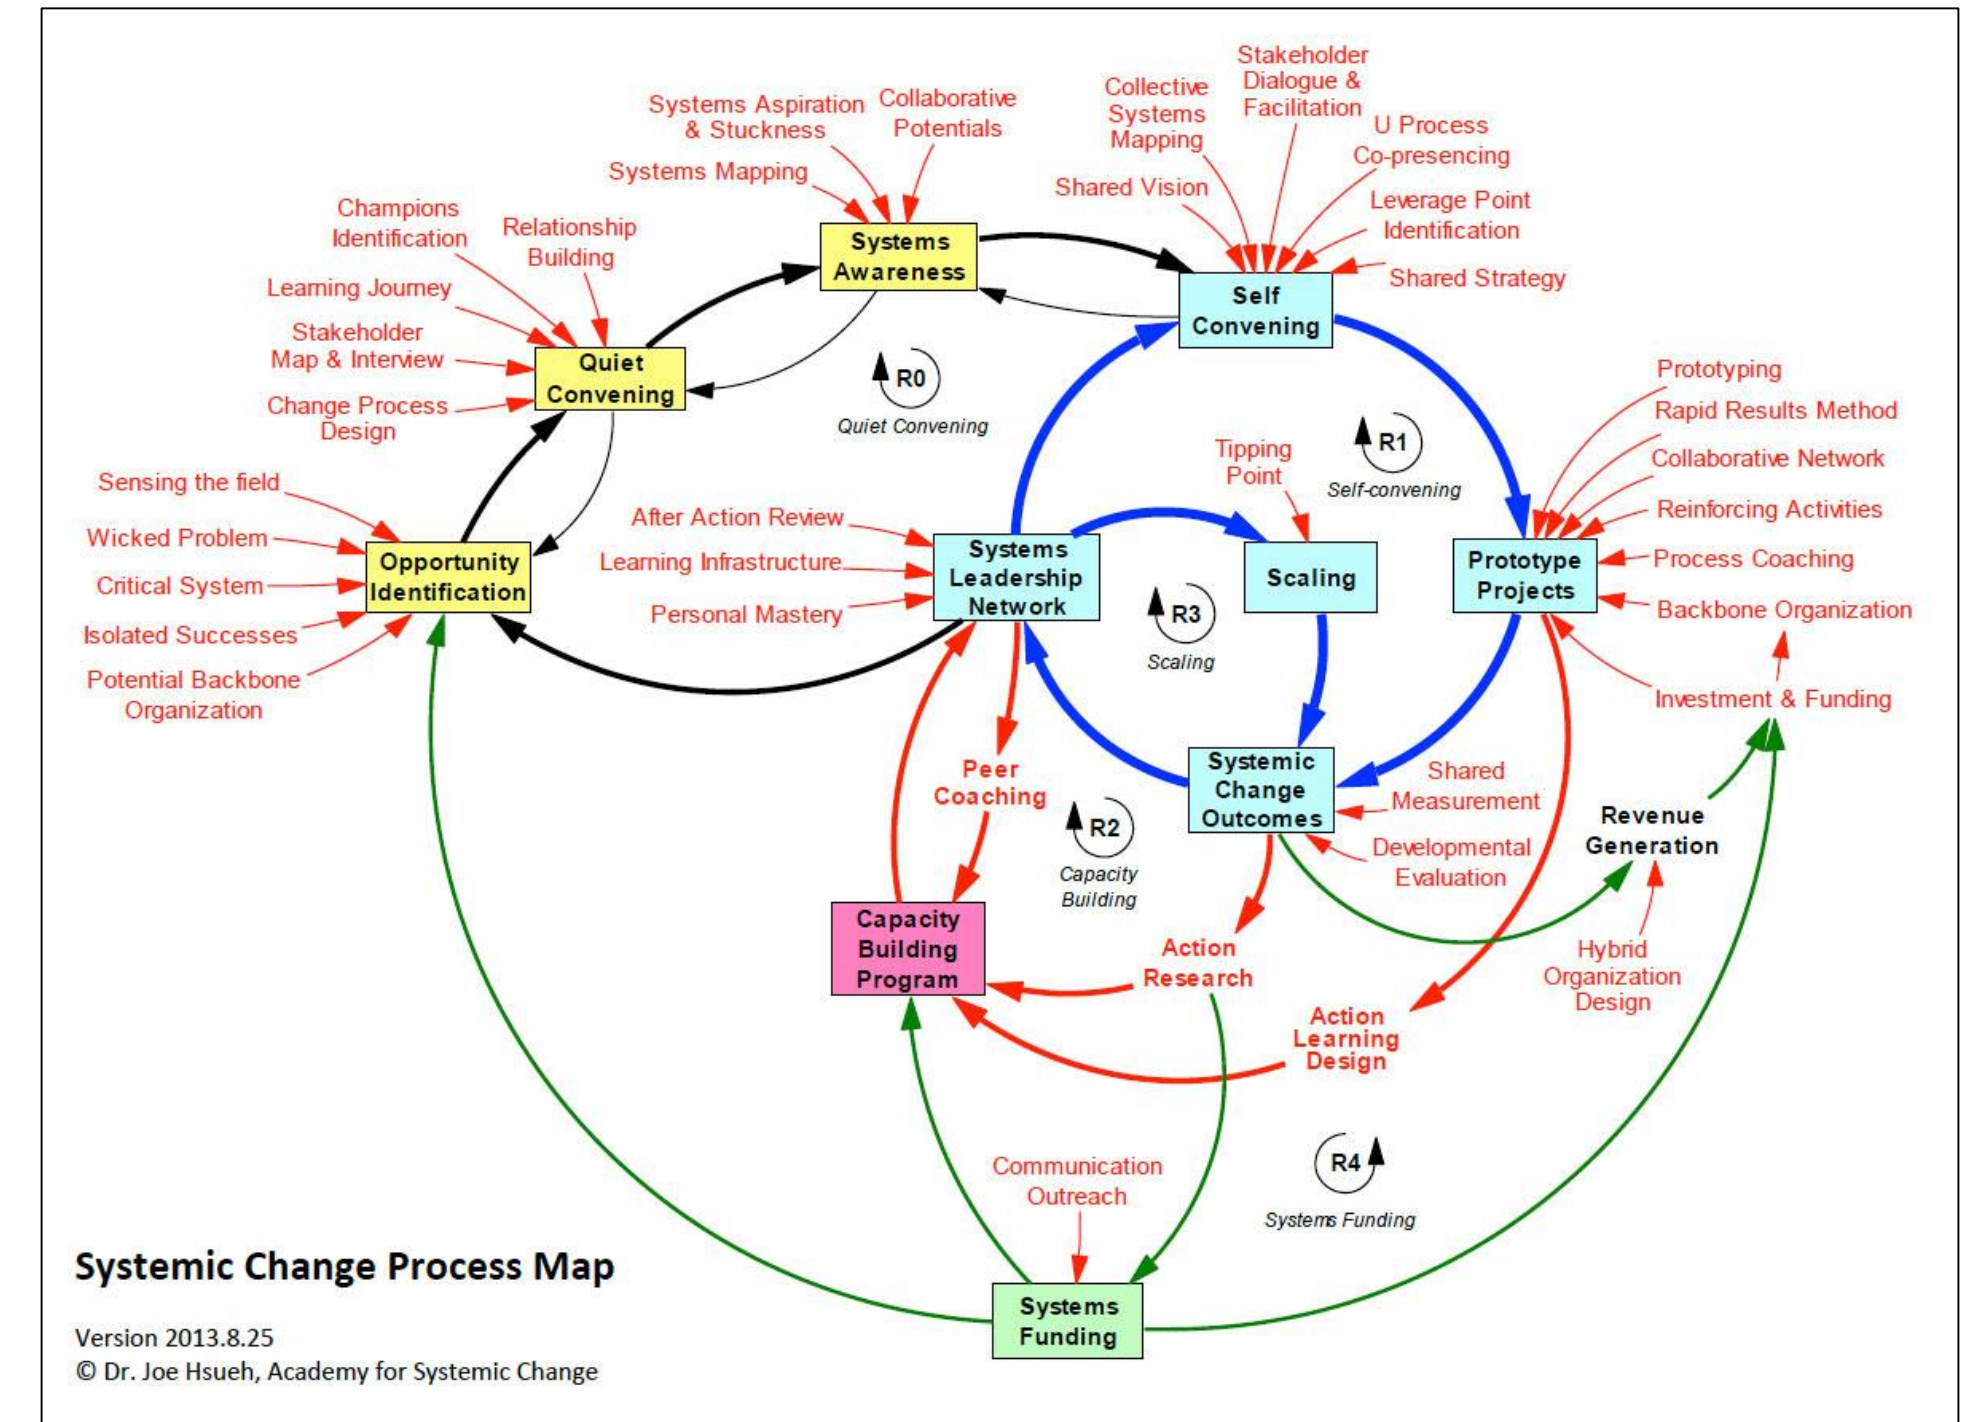 Stakeholder
Dialogue &
Facilitation
Collective
Systems
Mapping
Systems Aspiration
& Stuckness
Collaborative
Potentials
U Process
Co-presencing
Systems Mapping
Shared Vision
Leverage Point
Identification
Shared Strategy
Champions
Identification
Relationship
Building
Systems
Awareness
Self
Convening
Learning Journey
Stakeholder
Map & Interview
Change Process
Design
Quiet
Convening
R0
Quiet Convening
R1
Self-convening
Tipping
Point
Prototyping
Rapid Results Method
Collaborative Network
Reinforcing Activities
Process Coaching
Backbone Organization
Investment & Funding
Sensing the field
Wicked Problem
Critical System
Isolated Successes
Potential Backbone
Organization
Opportunity
Identification
After Action Review
Learning Infrastructure
Personal Mastery
Systems
Leadership
Network
Scaling
Prototype
Projects
R3
Scaling
Peer
Coaching
Systemic
Change
Outcomes
Shared
Measurement
Developmental
Evaluation
Revenue
Generation
R2
Capacity
Building
Capacity
Building
Program
Action
Research
Hybrid
Organization
Design
Action
Learning
Design
Communication
Outreach
R4
Systems Funding
Systems
Funding
Systemic Change Process Map
Version 2013.8.25
© Dr. Joe Hsueh, Academy for Systemic Change